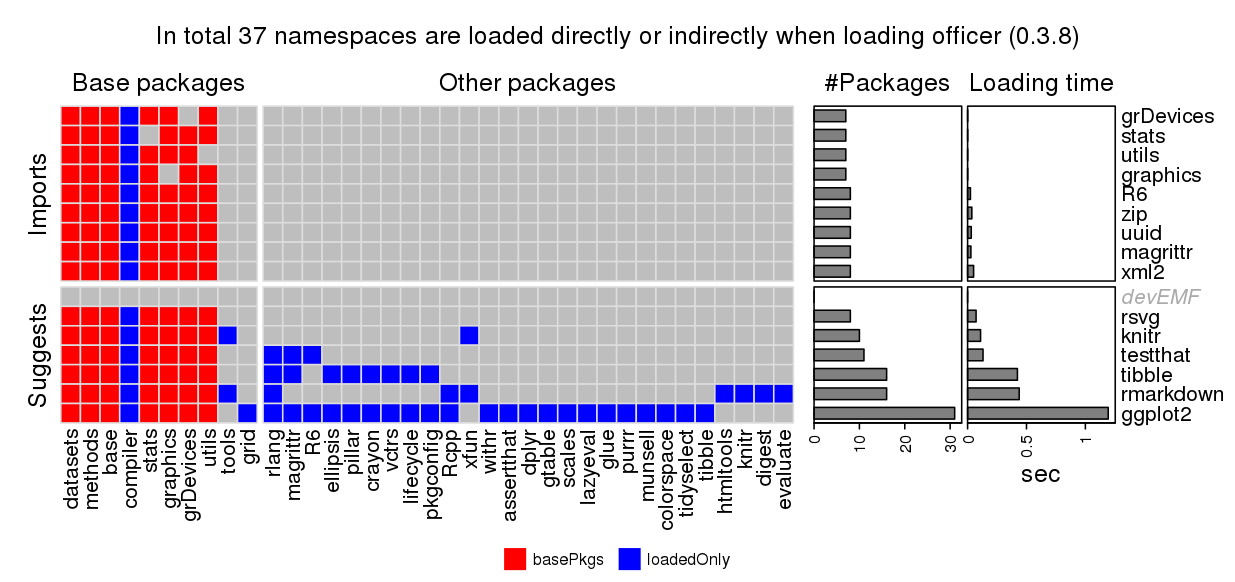 In total 37 namespaces are loaded directly or indirectly when loading officer (0.3.8)
Base packages
Other packages
#Packages
Loading time
Imports
Suggests
grDevices
stats
utils
graphics
R6
zip
uuid
magrittr
xml2
devEMF
rsvg
knitr
testthat
tibble
rmarkdown
ggplot2
datasets
methods
base
compiler
stats
graphics
grDevices
utils
tools
grid
rlang
magrittr
R6
ellipsis
pillar
crayon
vctrs
lifecycle
pkgconfig
Rcpp
xfun
withr
assertthat
dplyr
gtable
scales
lazyeval
glue
purrr
munsell
colorspace
tidyselect
tibble
htmltools
knitr
digest
evaluate
0
10
20
30
0
0.5
1
sec
basePkgs
loadedOnly